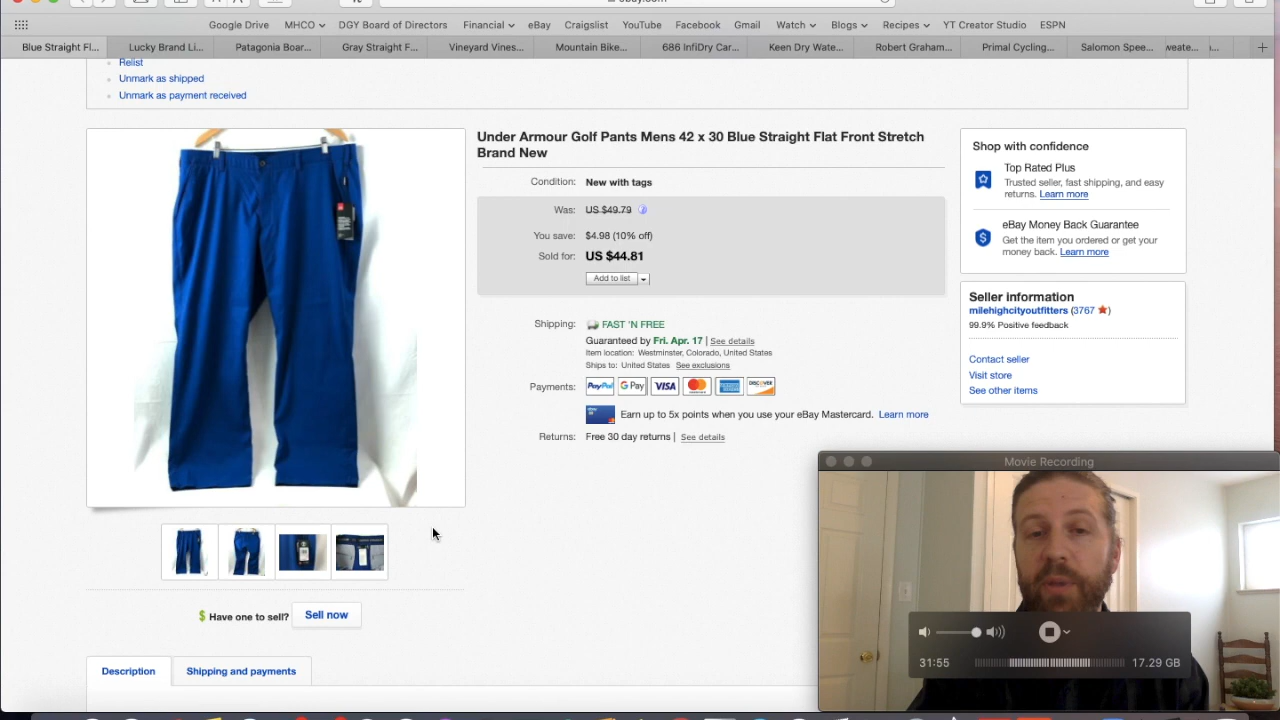 ebay.com
Google Drive MHCO DGY Board of Directors Financial eBay Craigslist YouTube Facebook Gmail Watch Blogs Recipes YT Creator Studio ESPN
Blue Straight Fl... Lucky Brand Li... Patagonia Boar... Gray Straight F... Vineyard Vines... Mountain Bike... 686 InfiDry Car... Keen Dry Wate... Robert Graham... Primal Cycling... Salomon Spee...
Relist
Unmark as shipped
Unmark as payment received
Under Armour Golf Pants Mens 42 x 30 Blue Straight Flat Front Stretch
Brand New
Condition: New with tags
Was: US $49.79
You save: $4.98 (10% off)
Sold for: US $44.81
Add to list
Shipping: FAST 'N FREE
Guaranteed by Fri. Apr. 17 | See details
Item location: Westminster, Colorado, United States
Ships to: United States See exclusions
Payments: PayPal G Pay VISA DISCOVER
Earn up to 5x points when you use your eBay Mastercard. Learn more
Returns: Free 30 day returns | See details
Shop with confidence
Top Rated Plus
Trusted seller, fast shipping, and easy
returns. Learn more
eBay Money Back Guarantee
Get the item you ordered or get your
money back. Learn more
Seller information
milehighcityoutfitters (3767 )
99.9% Positive feedback
Contact seller
Visit store
See other items
Have one to sell? Sell now
Description Shipping and payments
Movie Recording
31:55 17.29 GB